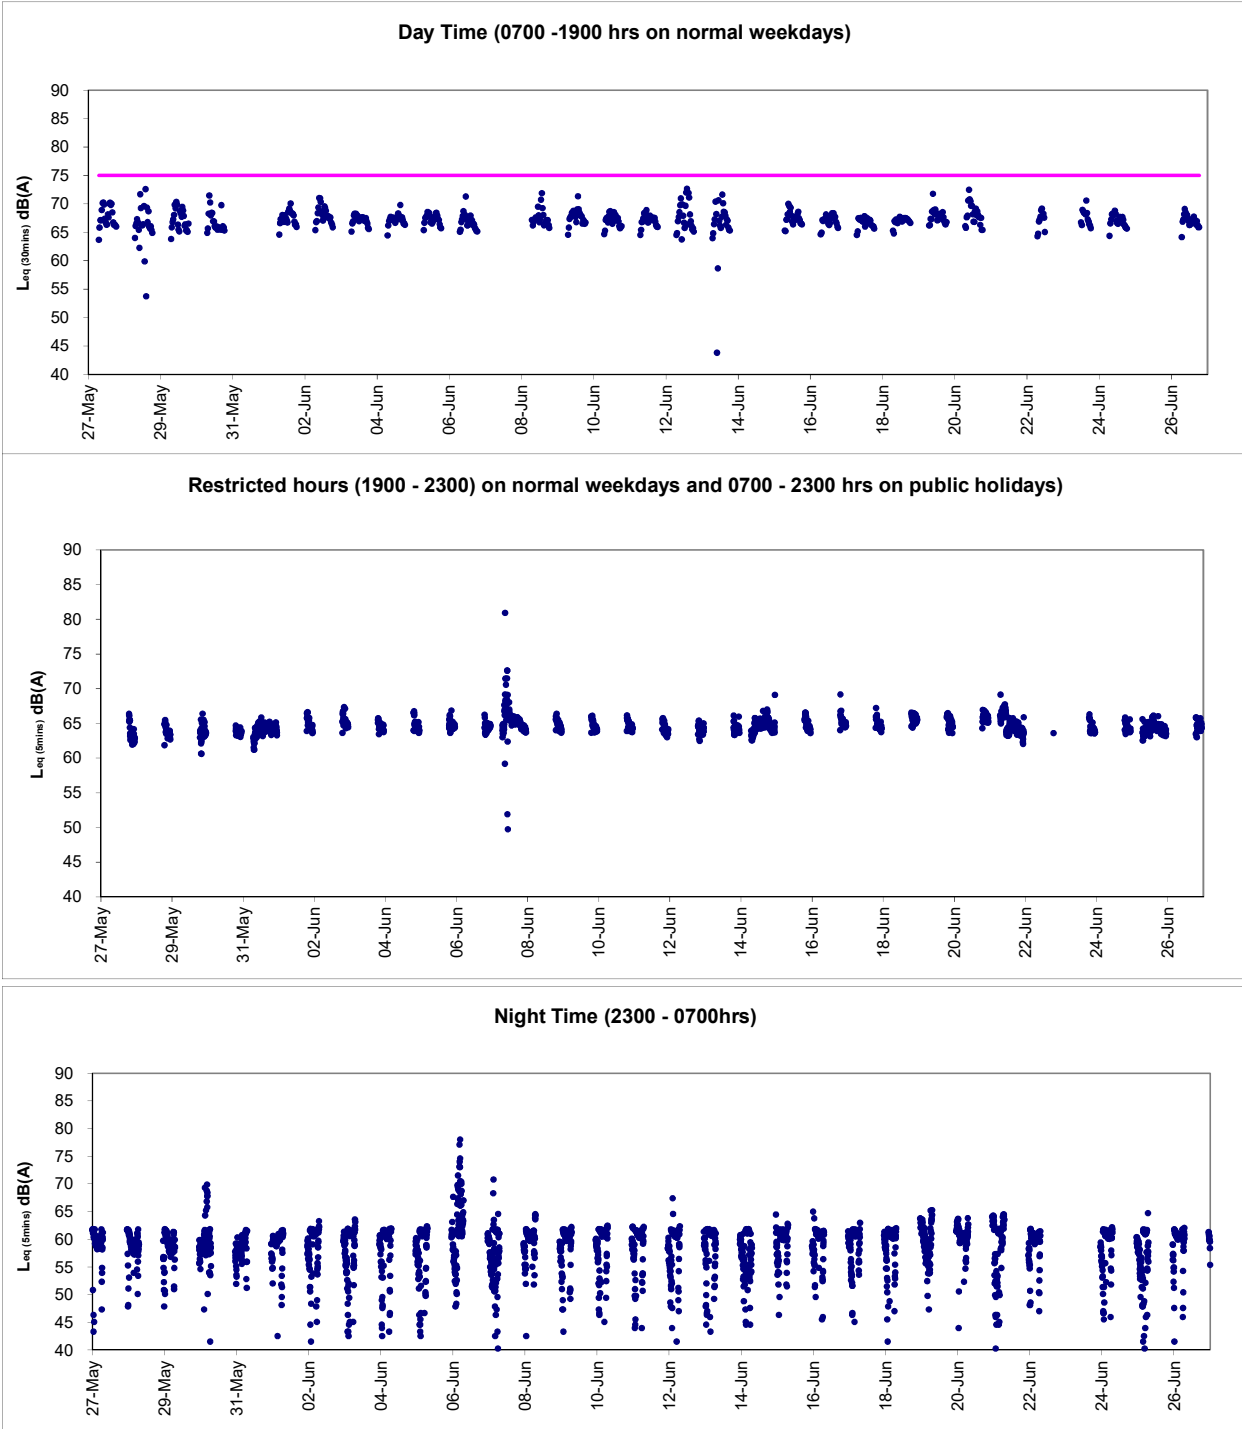 Day Time (0700 -1900 hrs on normal weekdays)
90
85
80
75
70
65
60
55
50
45
40
Leq (30mins) dB(A)
27-May
29-May
31-May
02-Jun
04-Jun
06-Jun
08-Jun
10-Jun
12-Jun
14-Jun
16-Jun
18-Jun
20-Jun
22-Jun
24-Jun
26-Jun
Restricted hours (1900 - 2300) on normal weekdays and 0700 - 2300 hrs on public holidays)
90
85
80
75
70
65
60
55
50
45
40
Leq (5mins) dB(A)
27-May
29-May
31-May
02-Jun
04-Jun
06-Jun
08-Jun
10-Jun
12-Jun
14-Jun
16-Jun
18-Jun
20-Jun
22-Jun
24-Jun
26-Jun
Night Time (2300 - 0700hrs)
90
85
80
75
70
65
60
55
50
45
40
Leq (5mins) dB(A)
27-May
29-May
31-May
02-Jun
04-Jun
06-Jun
08-Jun
10-Jun
12-Jun
14-Jun
16-Jun
18-Jun
20-Jun
22-Jun
24-Jun
26-Jun